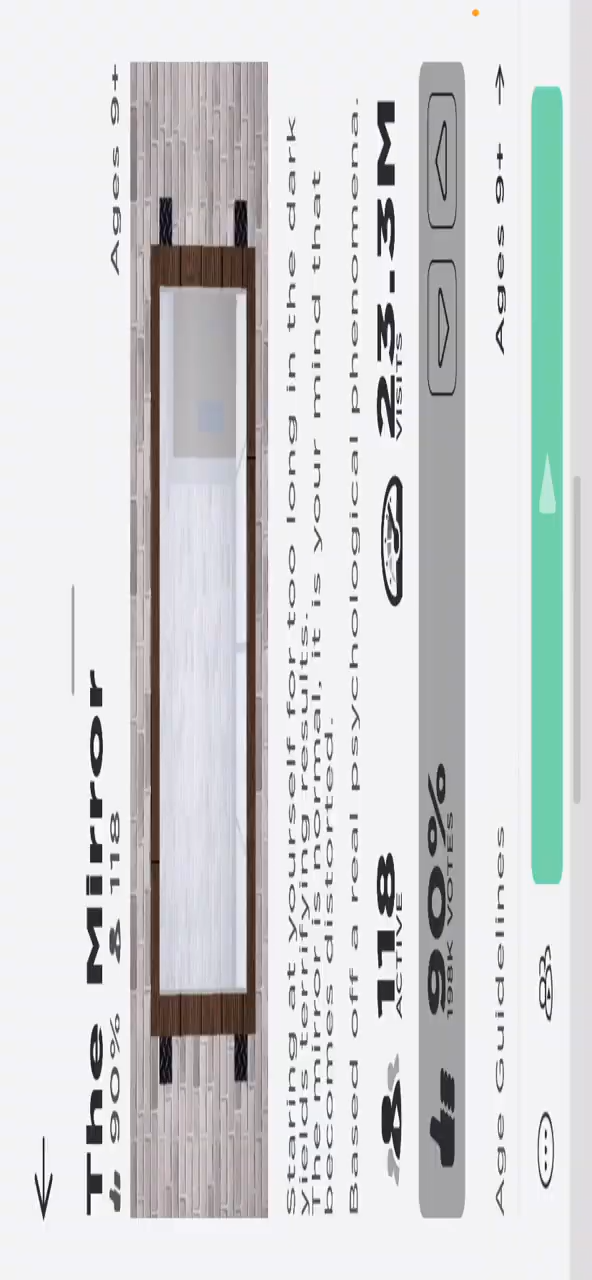 The Mirror
90% 118
Ages 9+
Staring at yourself for too long in the dark
yields terrifying results.
The mirror is normal, it is your mind that
becomes distorted.
Based off a real psychological phenomena.
118
ACTIVE
23.3M
VISITS
90%
198K VOTES
Age Guidelines
Ages 9+